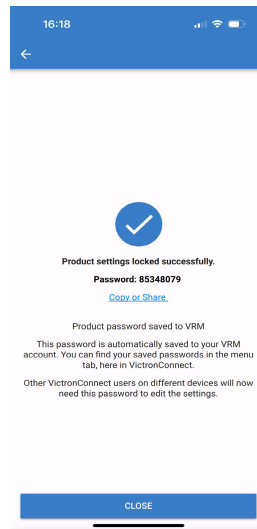 16:18
Product settings locked successfully.
Password: 85348079
Copy or Share
Product password saved to VRM
This password is automatically saved to your VRM
account. You can find your saved passwords in the menu
tab, here in VictronConnect.
Other VictronConnect users on different devices will now
need this password to edit the settings.
CLOSE